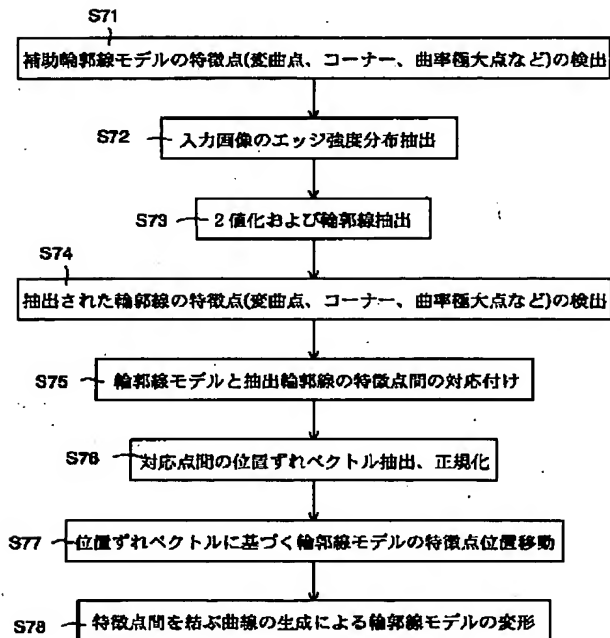 S71
補助輪郭線モデルの特徴点(変曲点、コーナー、曲率極大点など)の検出
S72
入力画像のエッジ強度分布抽出
S73
2値化および輪郭線抽出
S74
抽出された輪郭線の特徴点(変曲点、コーナー、曲率極大点など)の検出
S75
輪郭線モデルと抽出輪郭線の特徴点間の対応付け
S76
対応点間の位置ずれベクトル抽出、正規化
S77
位置ずれベクトルに基づく輪郭線モデルの特徴点位置移動
S78
特徴点間を結ぶ曲線の生成による輪郭線モデルの変形